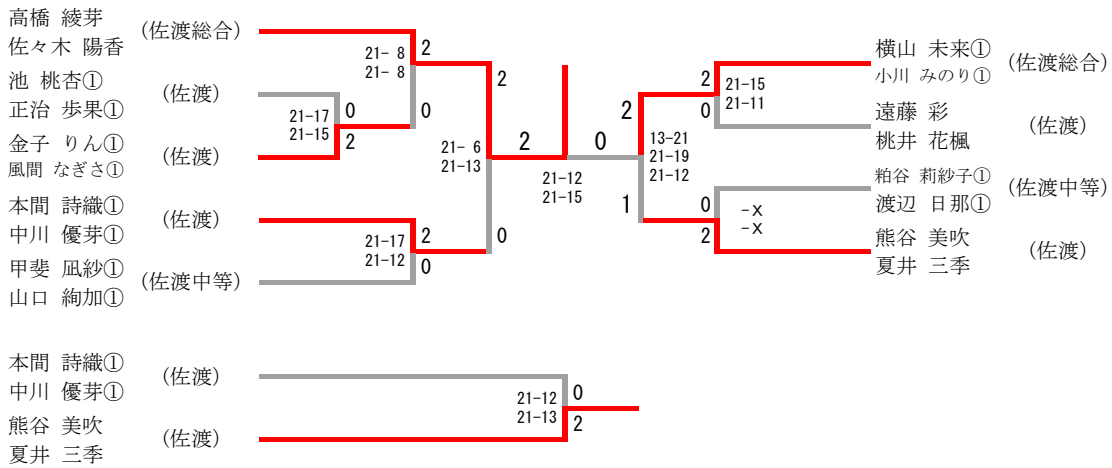 高橋 綾芽
佐々木 陽香
(佐渡総合)
池 桃杏①
正治 歩果①
(佐渡)
金子 りん①
風間 なぎさ①
(佐渡)
本間 詩織①
中川 優芽①
(佐渡)
甲斐 凪紗①
山口 絢加①
(佐渡中等)
21-17
21-15
0
2
21- 8
21- 8
2
0
21-17
21-12
2
0
21- 6
21-13
2
0
2
0
21-12
21-15
2
1
13-21
21-19
21-12
2
0
21-15
21-11
0
2
-X
-X
横山 未来①
小川 みのり①
(佐渡総合)
遠藤 彩
桃井 花楓
(佐渡)
粕谷 莉紗子①
渡辺 日那①
(佐渡中等)
熊谷 美吹
夏井 三季
(佐渡)
本間 詩織①
中川 優芽①
(佐渡)
熊谷 美吹
夏井 三季
(佐渡)
21-12
21-13
0
2